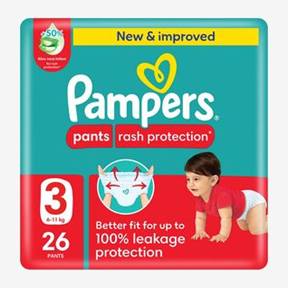 New & improved
+50%
Pampers
pants rash protection*
3
6-11 kg
26
PANTS
Better fit for up to
100% leakage
protection